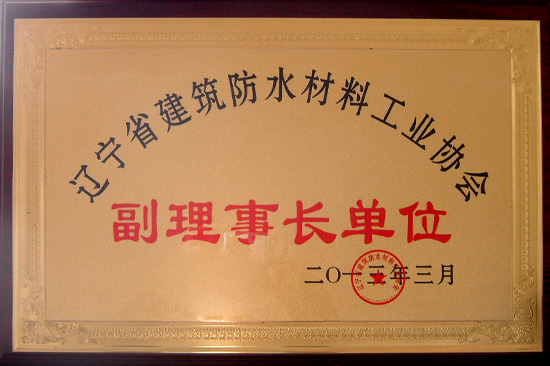 辽宁省建筑防水材料工业协会
副理事长单位
二〇一三年三月